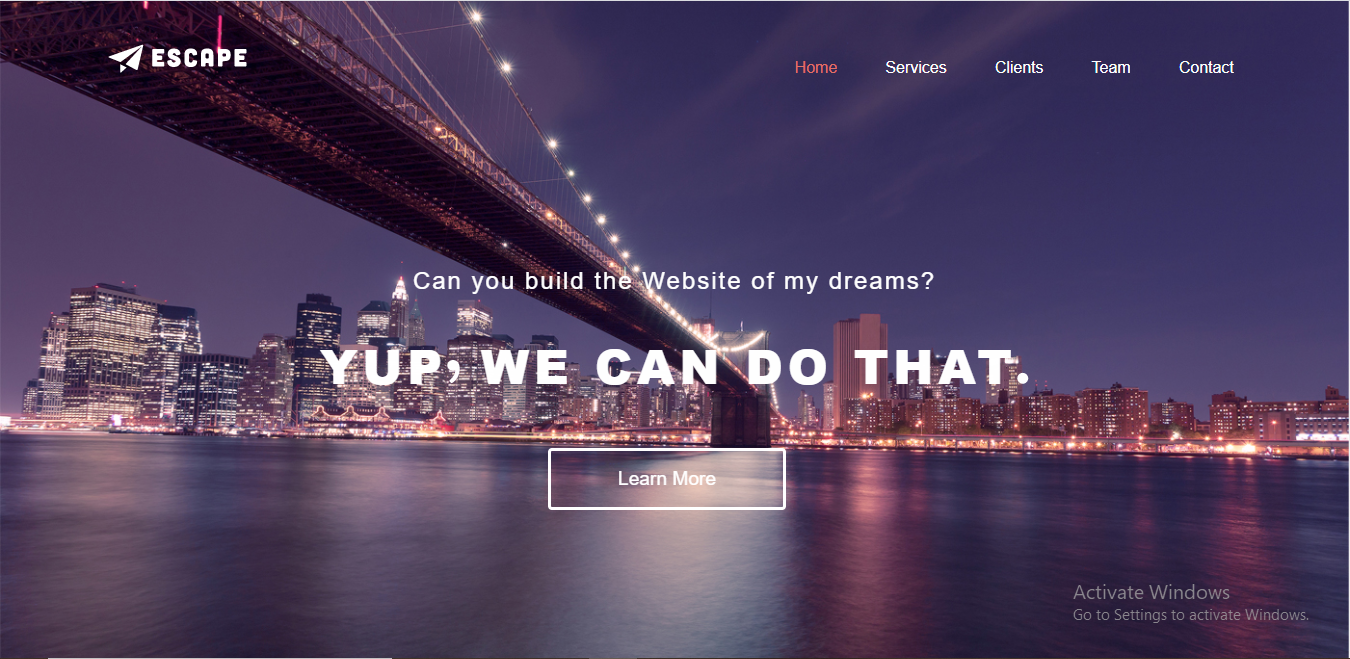 ESCAPE
Home Services Clients Team Contact
Can you build the Website of my dreams?
YUP, WE CAN DO THAT.
Learn More
Activate Windows
Go to Settings to activate Windows.